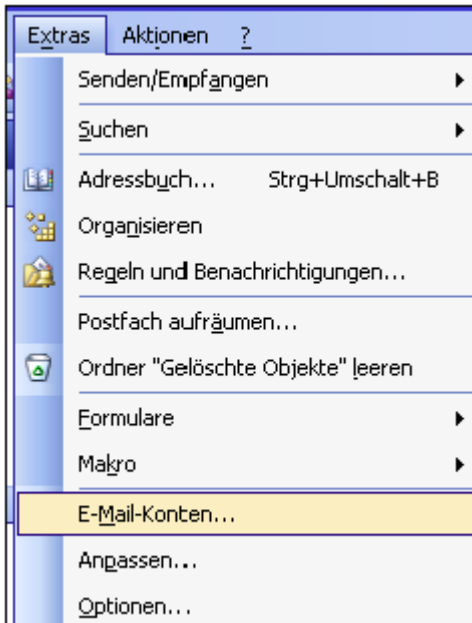 Extras Aktionen ?
Senden/Empfangen
Suchen
Adressbuch... Strg+Umschalt+B
Organisieren
Regeln und Benachrichtigungen...
Postfach aufräumen...
Ordner "Gelöschte Objekte" leeren
Formulare
Makro
E-Mail-Konten...
Anpassen...
Optionen...